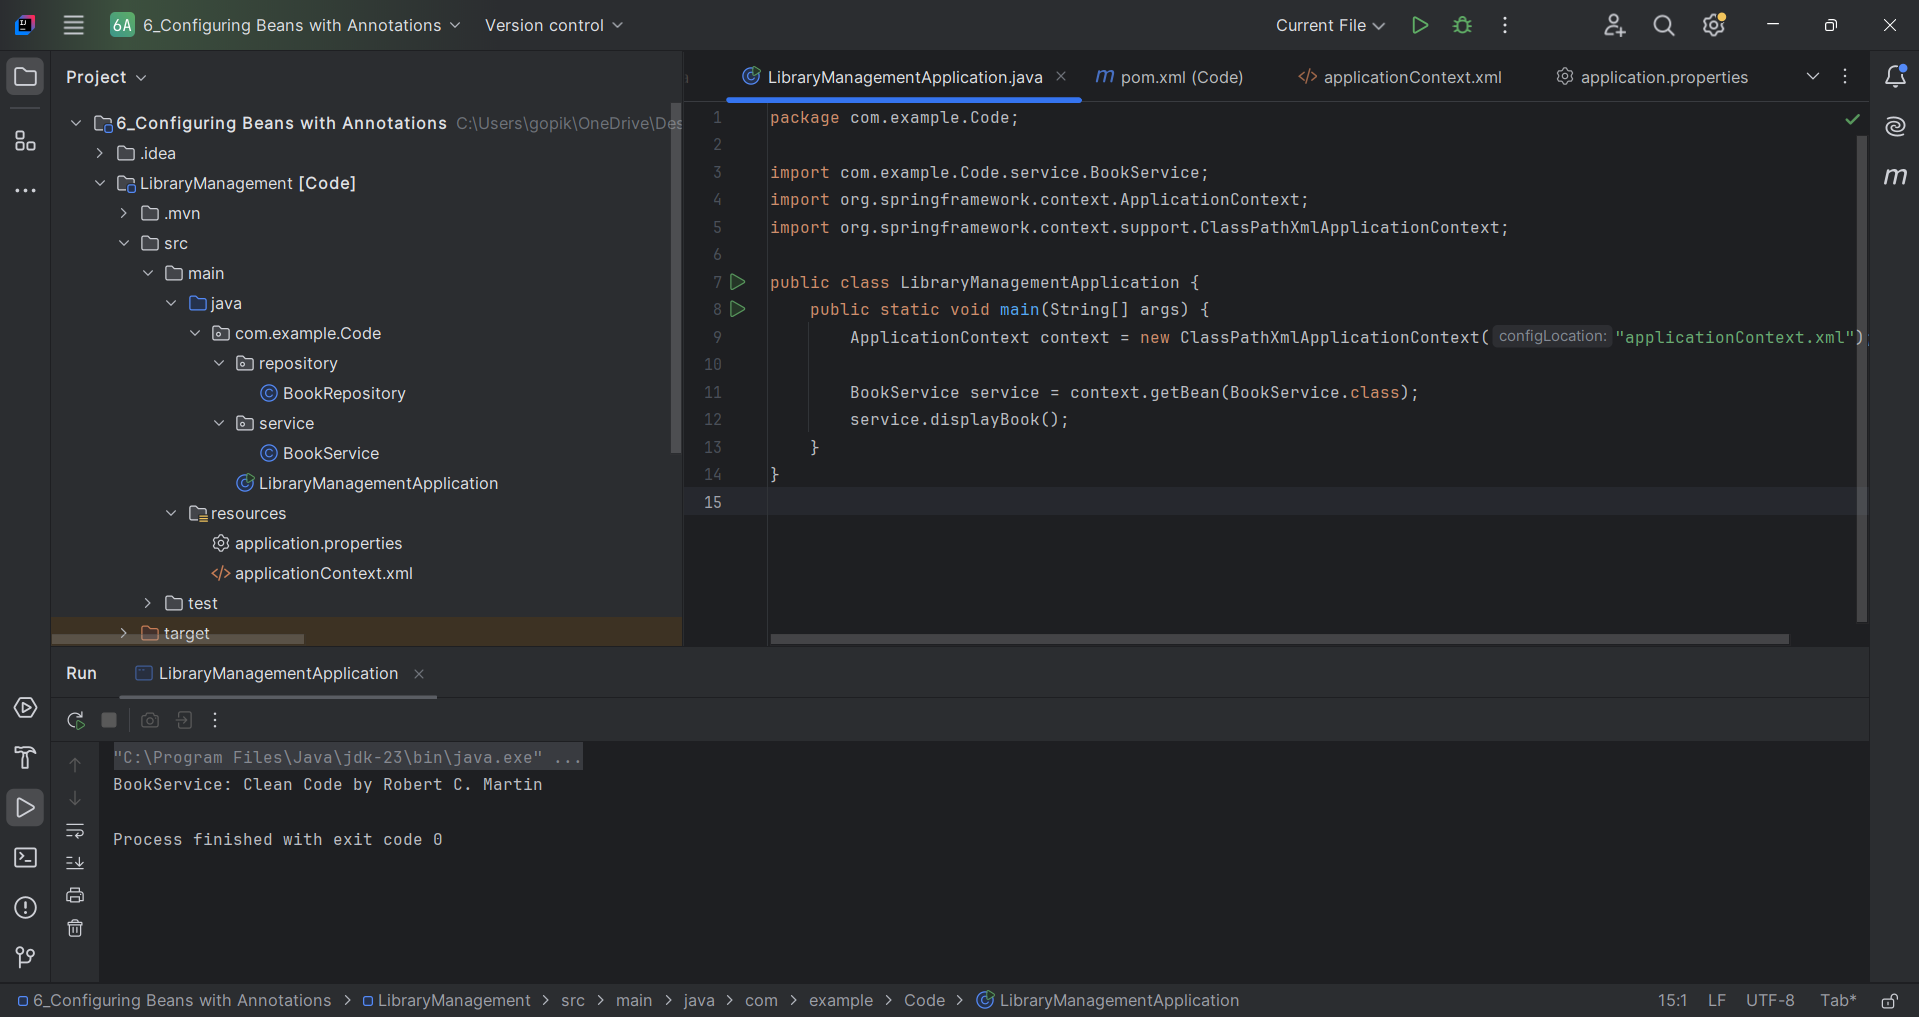 6A 6_Configuring Beans with Annotations Version control Current File
Project
6_Configuring Beans with Annotations C:\Users\gopik\OneDrive\Des
.idea
LibraryManagement [Code]
.mvn
src
main
java
com.example.Code
repository
BookRepository
service
BookService
LibraryManagementApplication
resources
application.properties
applicationContext.xml
test
target
LibraryManagementApplication.java m pom.xml (Code) </> applicationContext.xml application.properties
1 package com.example.Code;
2
3 import com.example.Code.service.BookService;
4 import org.springframework.context.ApplicationContext;
5 import org.springframework.context.support.ClassPathXmlApplicationContext;
6
7 public class LibraryManagementApplication {
8 public static void main(String[] args) {
9 ApplicationContext context = new ClassPathXmlApplicationContext( configLocation: "applicationContext.xml");
10
11 BookService service = context.getBean(BookService.class);
12 service.displayBook();
13 }
14 }
15
m
Run LibraryManagementApplication
"C:\Program Files\Java\jdk-23\bin\java.exe" ...
BookService: Clean Code by Robert C. Martin
Process finished with exit code 0
6_Configuring Beans with Annotations > LibraryManagement > src > main > java > com > example > Code > LibraryManagementApplication 15:1 LF UTF-8 Tab*